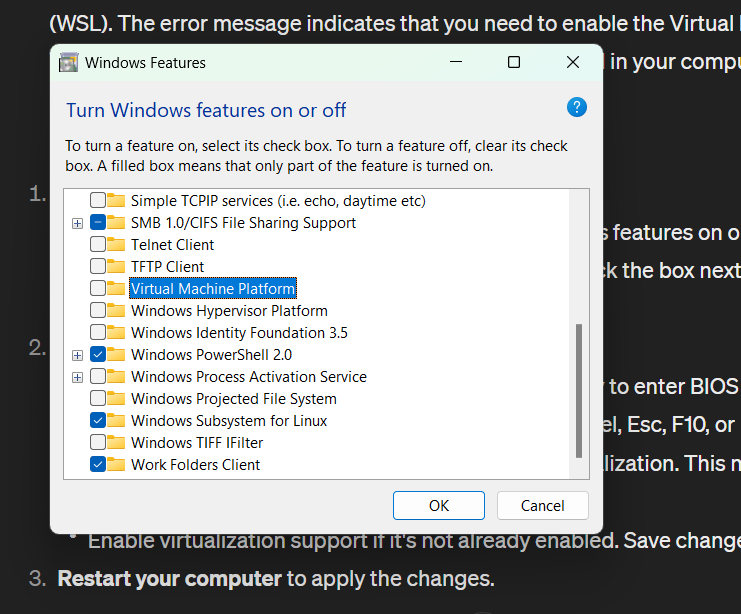 (WSL). The error message indicates that you need to enable the Virtual
Windows Features
in your compu
Turn Windows features on or off
?
To turn a feature on, select its check box. To turn a feature off, clear its check
box. A filled box means that only part of the feature is turned on.
1.
Simple TCPIP services (i.e. echo, daytime etc)
SMB 1.0/CIFS File Sharing Support
s features on o
Telnet Client
TFTP Client
ck the box next
Virtual Machine Platform
Windows Hypervisor Platform
Windows Identity Foundation 3.5
2.
Windows PowerShell 2.0
Windows Process Activation Service
to enter BIOS
Windows Projected File System
Windows Subsystem for Linux
el, Esc, F10, or
Windows TIFF IFilter
Work Folders Client
lization. This m
OK
Cancel
• Enable virtualization support if it's not already enabled. Save change
3. Restart your computer to apply the changes.